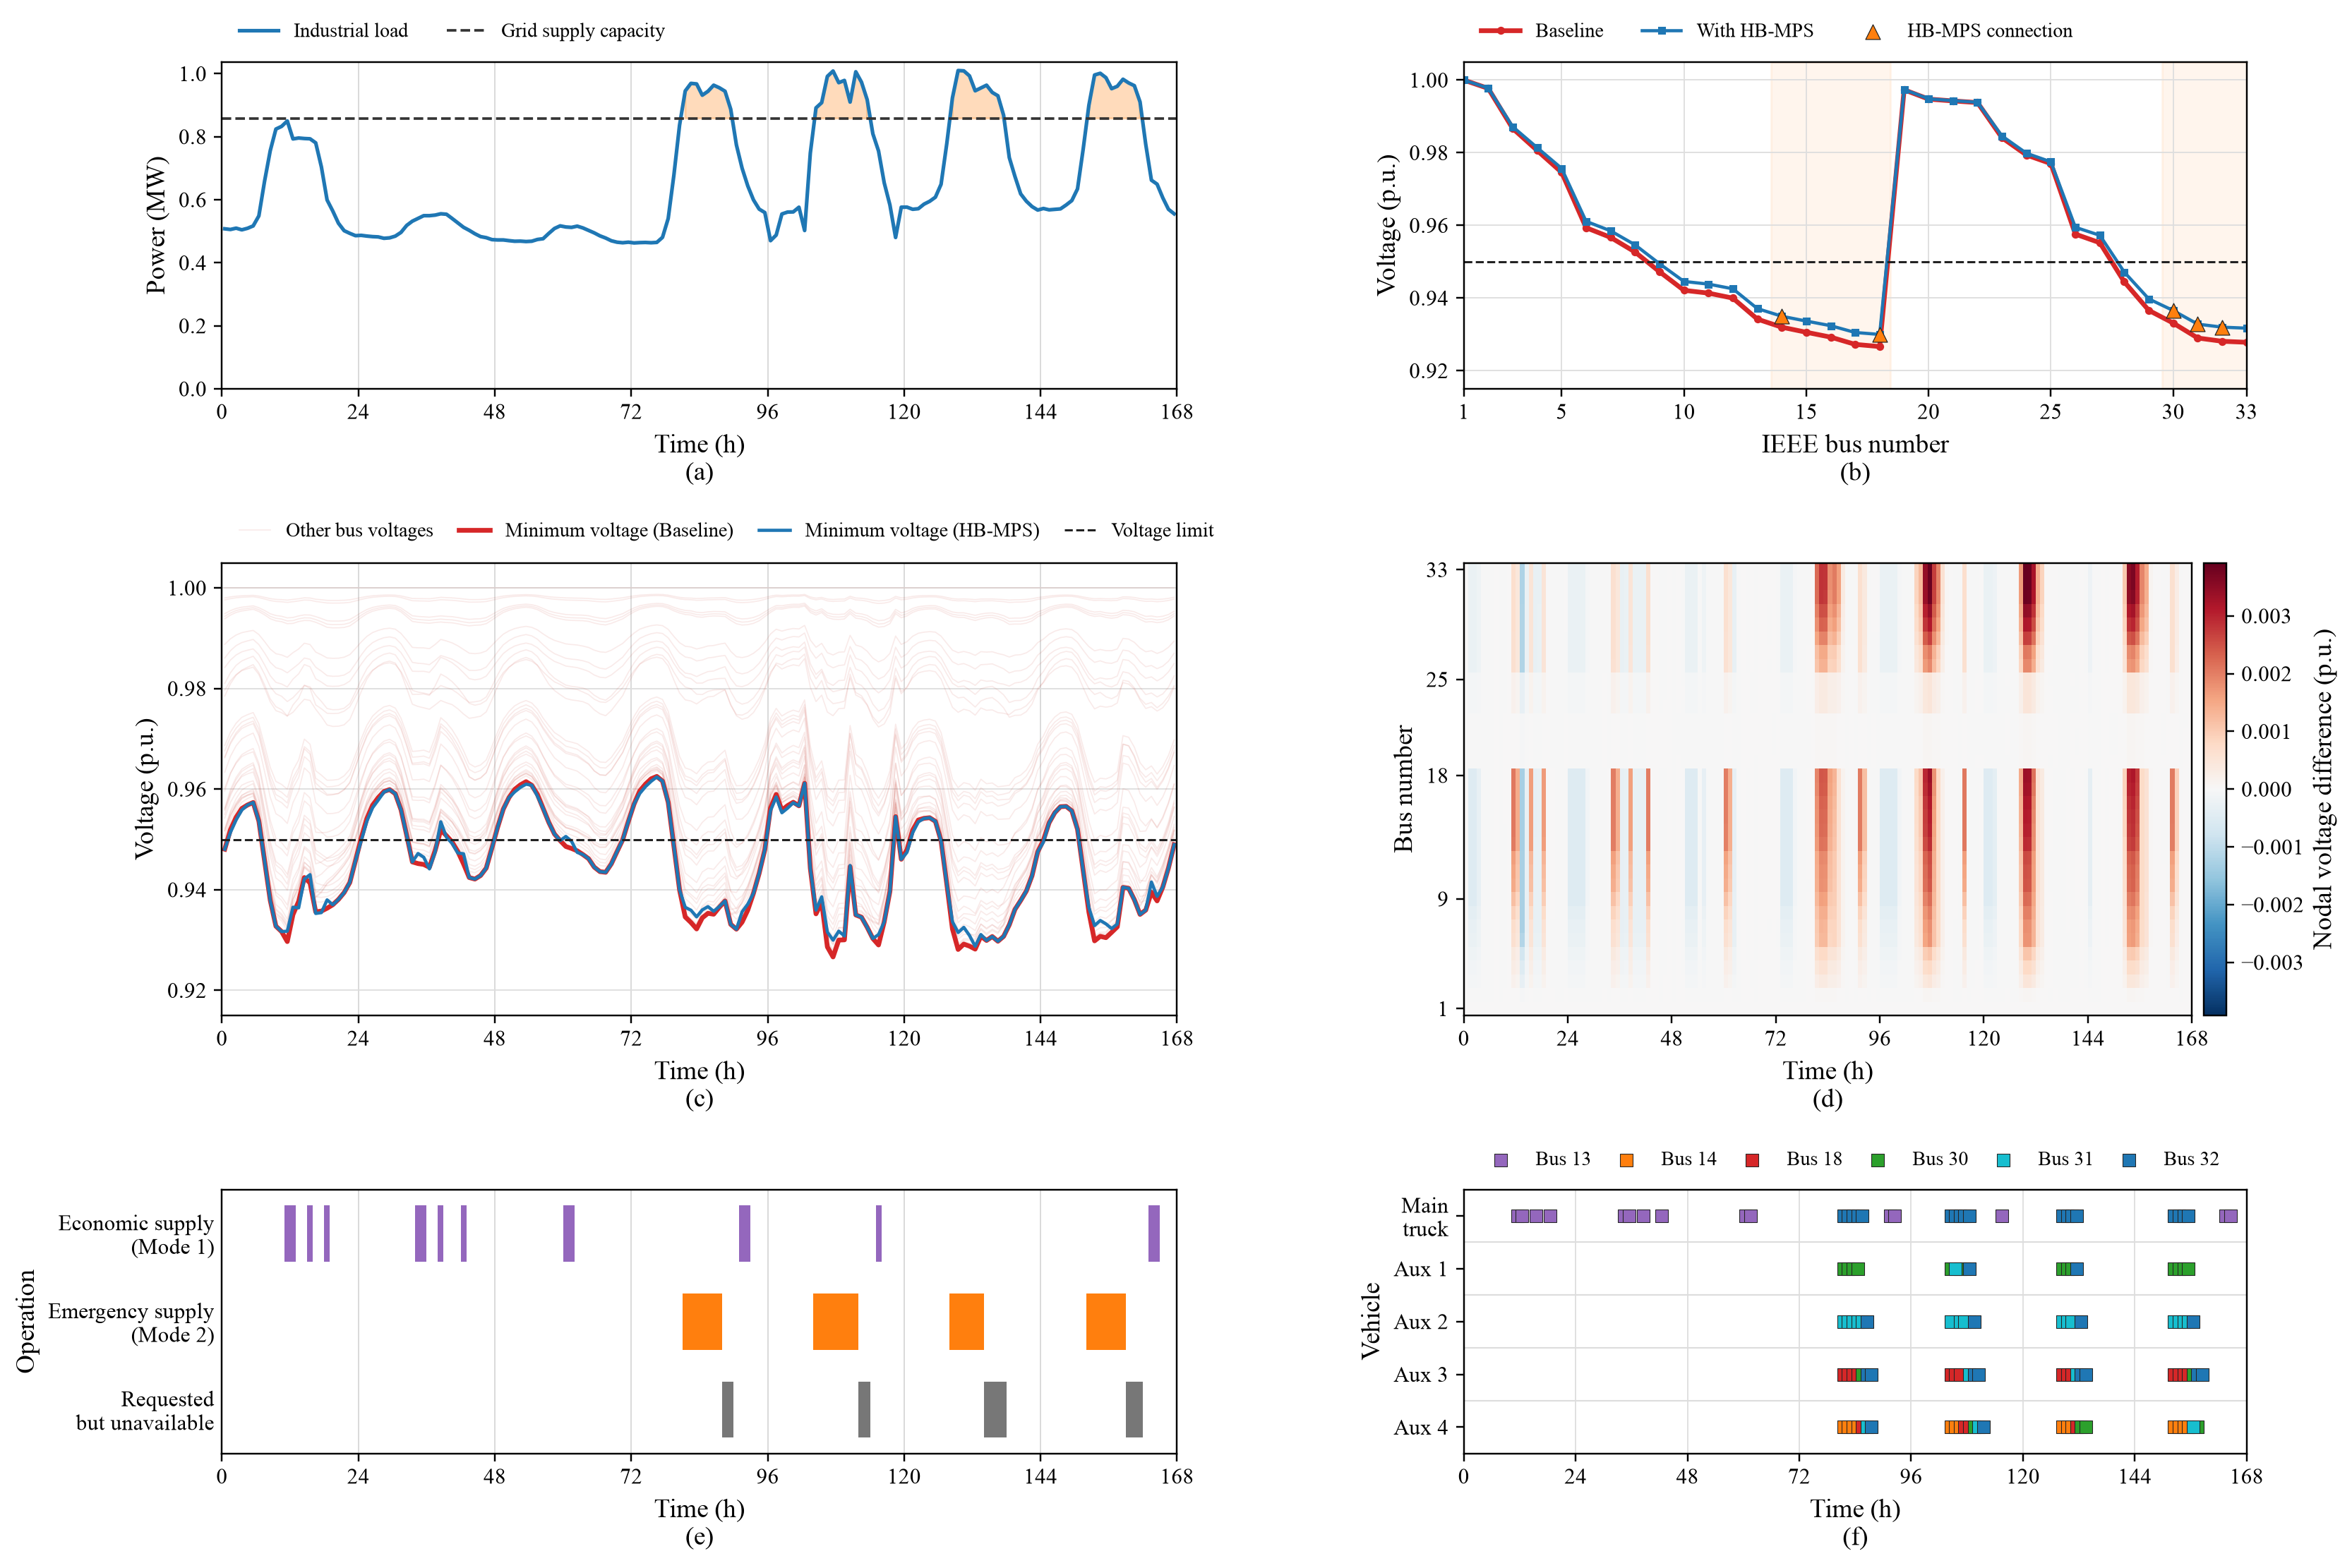 Industrial load
Grid supply capacity
1.0
0.8
0.6
0.4
0.2
0.0
Power (MW)
0 24 48 72 96 120 144 168
Time (h)
(a)
Baseline
With HB-MPS
HB-MPS connection
1.00
0.98
0.96
0.94
0.92
Voltage (p.u.)
1 5 10 15 20 25 30 33
IEEE bus number
(b)
Other bus voltages
Minimum voltage (Baseline)
Minimum voltage (HB-MPS)
Voltage limit
1.00
0.98
0.96
0.94
0.92
Voltage (p.u.)
0 24 48 72 96 120 144 168
Time (h)
(c)
33
25
18
9
1
Bus number
0 24 48 72 96 120 144 168
Time (h)
(d)
0.003
0.002
0.001
0.000
−0.001
−0.002
−0.003
Nodal voltage difference (p.u.)
Operation
Economic supply
(Mode 1)
Emergency supply
(Mode 2)
Requested
but unavailable
0 24 48 72 96 120 144 168
Time (h)
(e)
Bus 13
Bus 14
Bus 18
Bus 30
Bus 31
Bus 32
Vehicle
Main
truck
Aux 1
Aux 2
Aux 3
Aux 4
0 24 48 72 96 120 144 168
Time (h)
(f)